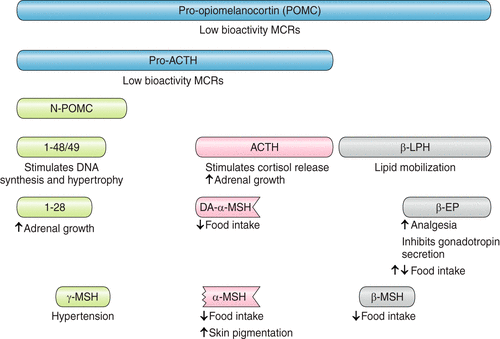 Pro-opiomelanocortin (POMC)
Low bioactivity MCRs
Pro-ACTH
Low bioactivity MCRs
N-POMC
1-48/49
Stimulates DNA
synthesis and hypertrophy
ACTH
Stimulates cortisol release
↑ Adrenal growth
β-LPH
Lipid mobilization
1-28
↑ Adrenal growth
DA-α-MSH
↓ Food intake
β-EP
↑ Analgesia
Inhibits gonadotropin
secretion
↑↓ Food intake
γ-MSH
Hypertension
α-MSH
↓ Food intake
↑ Skin pigmentation
β-MSH
↓ Food intake